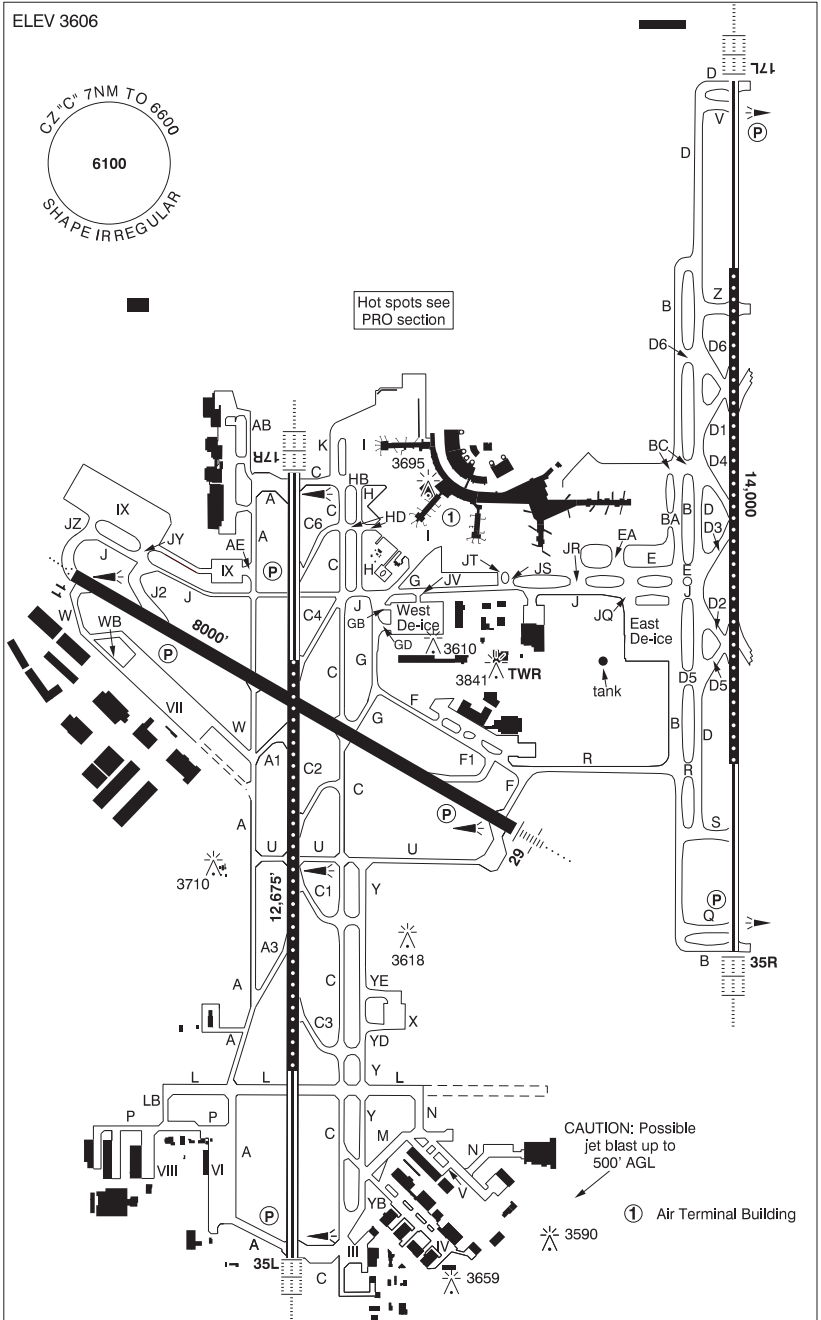 ELEV 3606
CZ "C" 7NM TO 6600
6100
SHAPE IRREGULAR
17L
D
V
P
D
Hot spots see
PRO section
Z
B
D6
D6
AB
17R
K
C
I
3695
HB
H
A
C
C6
HD
I
1
BC
D1
D4
14,000
IX
JZ
JY
A
AE
IX
P
H
BA
B
D
D3
EA
E
E
J
J
J2
J
11
8000'
G
JV
JT
JS
JR
J
JQ
J
W
WB
C4
J
GB
West
De-ice
GD
3610
East
De-ice
D2
P
C
G
3841
TWR
tank
D5
D5
VII
W
G
F
F1
B
D
A1
C2
C
R
R
A
F
P
S
U
U
U
29
3710
C1
Y
12,675'
P
Q
A3
3618
B
35R
A
C
YE
C3
X
YD
A
Y
L
L
L
LB
N
P
P
Y
C
M
N
CAUTION: Possible
jet blast up to
500' AGL
VIII
VI
A
V
YB
P
IV
1 Air Terminal Building
A
III
3590
35L
C
3659